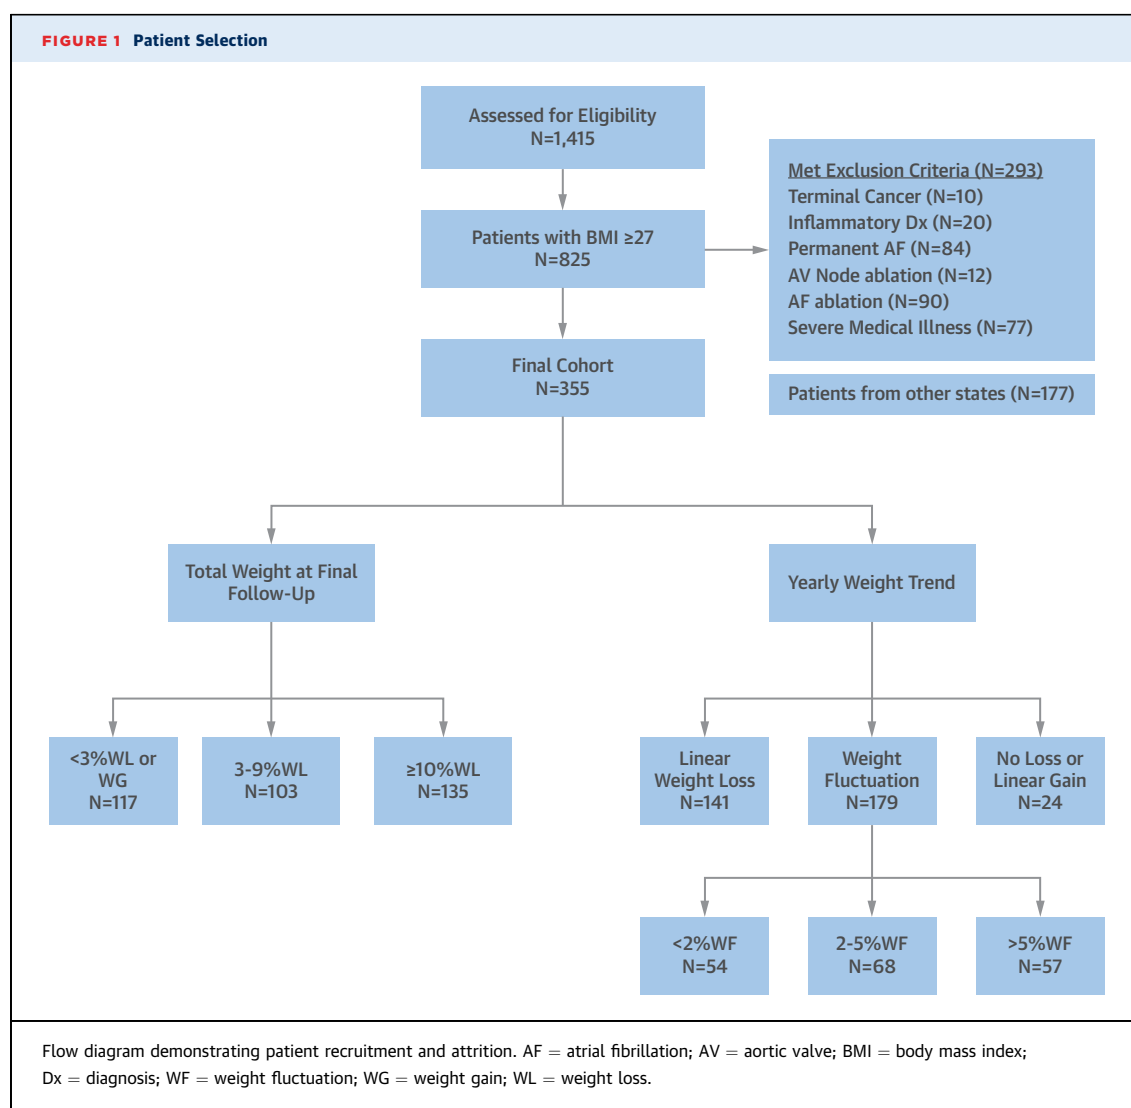 FIGURE 1 Patient Selection
Assessed for Eligibility
N=1,415
Patients with BMI ≥27
N=825
Met Exclusion Criteria (N=293)
Terminal Cancer (N=10)
Inflammatory Dx (N=20)
Permanent AF (N=84)
AV Node ablation (N=12)
AF ablation (N=90)
Severe Medical Illness (N=77)
Patients from other states (N=177)
Final Cohort
N=355
Total Weight at Final
Follow-Up
Yearly Weight Trend
<3%WL or
WG
N=117
3-9%WL
N=103
≥10%WL
N=135
Linear
Weight Loss
N=141
Weight
Fluctuation
N=179
No Loss or
Linear Gain
N=24
<2%WF
N=54
2-5%WF
N=68
>5%WF
N=57
Flow diagram demonstrating patient recruitment and attrition. AF = atrial fibrillation; AV = aortic valve; BMI = body mass index;
Dx = diagnosis; WF = weight fluctuation; WG = weight gain; WL = weight loss.